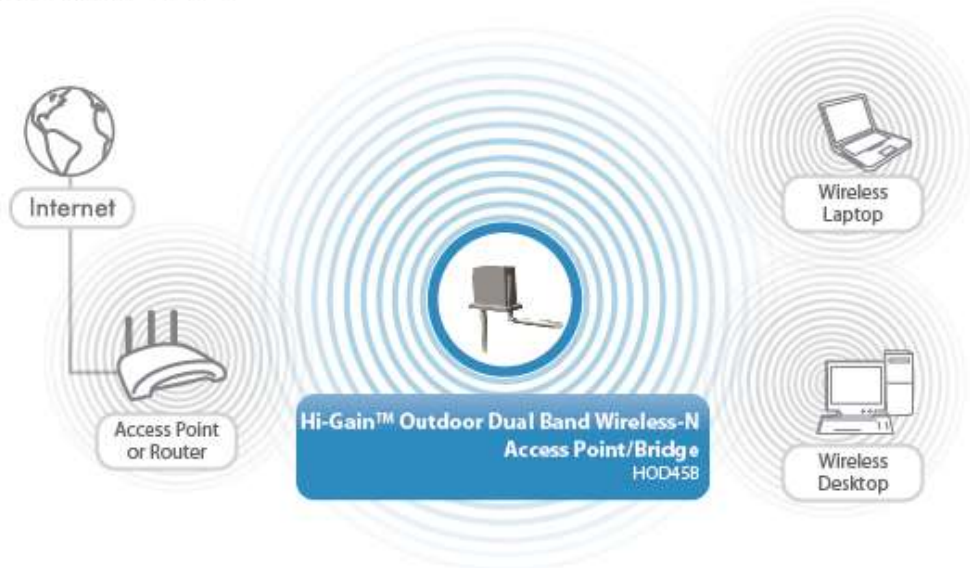 Internet
Access Point
or Router
Hi-Gain™ Outdoor Dual Band Wireless-N
Access Point/Bridge
HOD45B
Wireless
Laptop
Wireless
Desktop